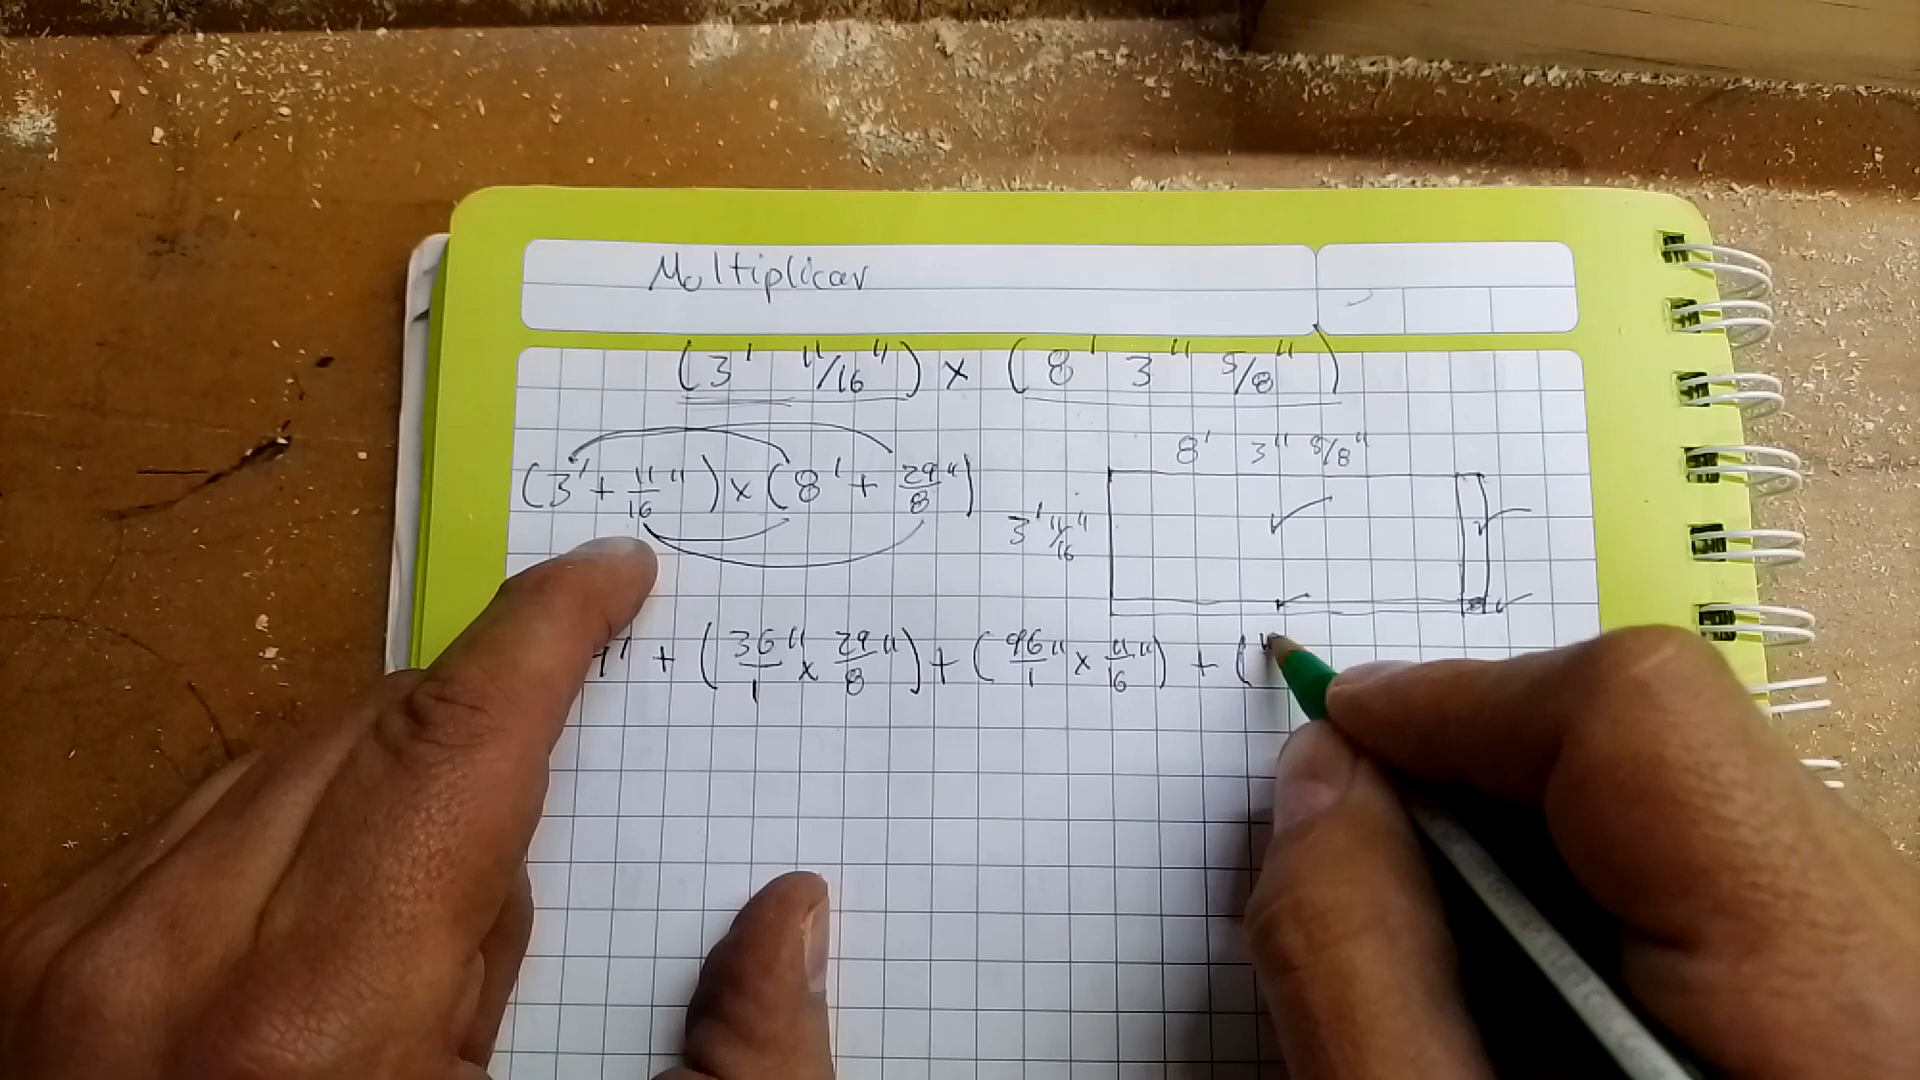 Multiplicar
(3' 11/16") x (8' 3" 5/8")
(3' + 11/16") x (8' + 29/8")
8' 3" 5/8"
3' 11/16"
+ (36"/1 x 29/8") + (96"/1 x 11/16") + (11